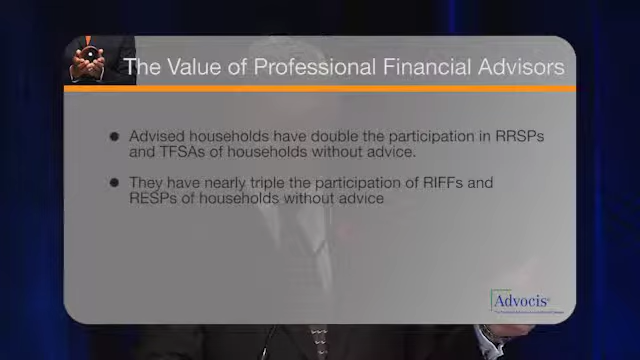 The Value of Professional Financial Advisors
Advised households have double the participation in RRSPs
and TFSAs of households without advice.
They have nearly triple the participation of RIFFs and
RESPs of households without advice
Advocis